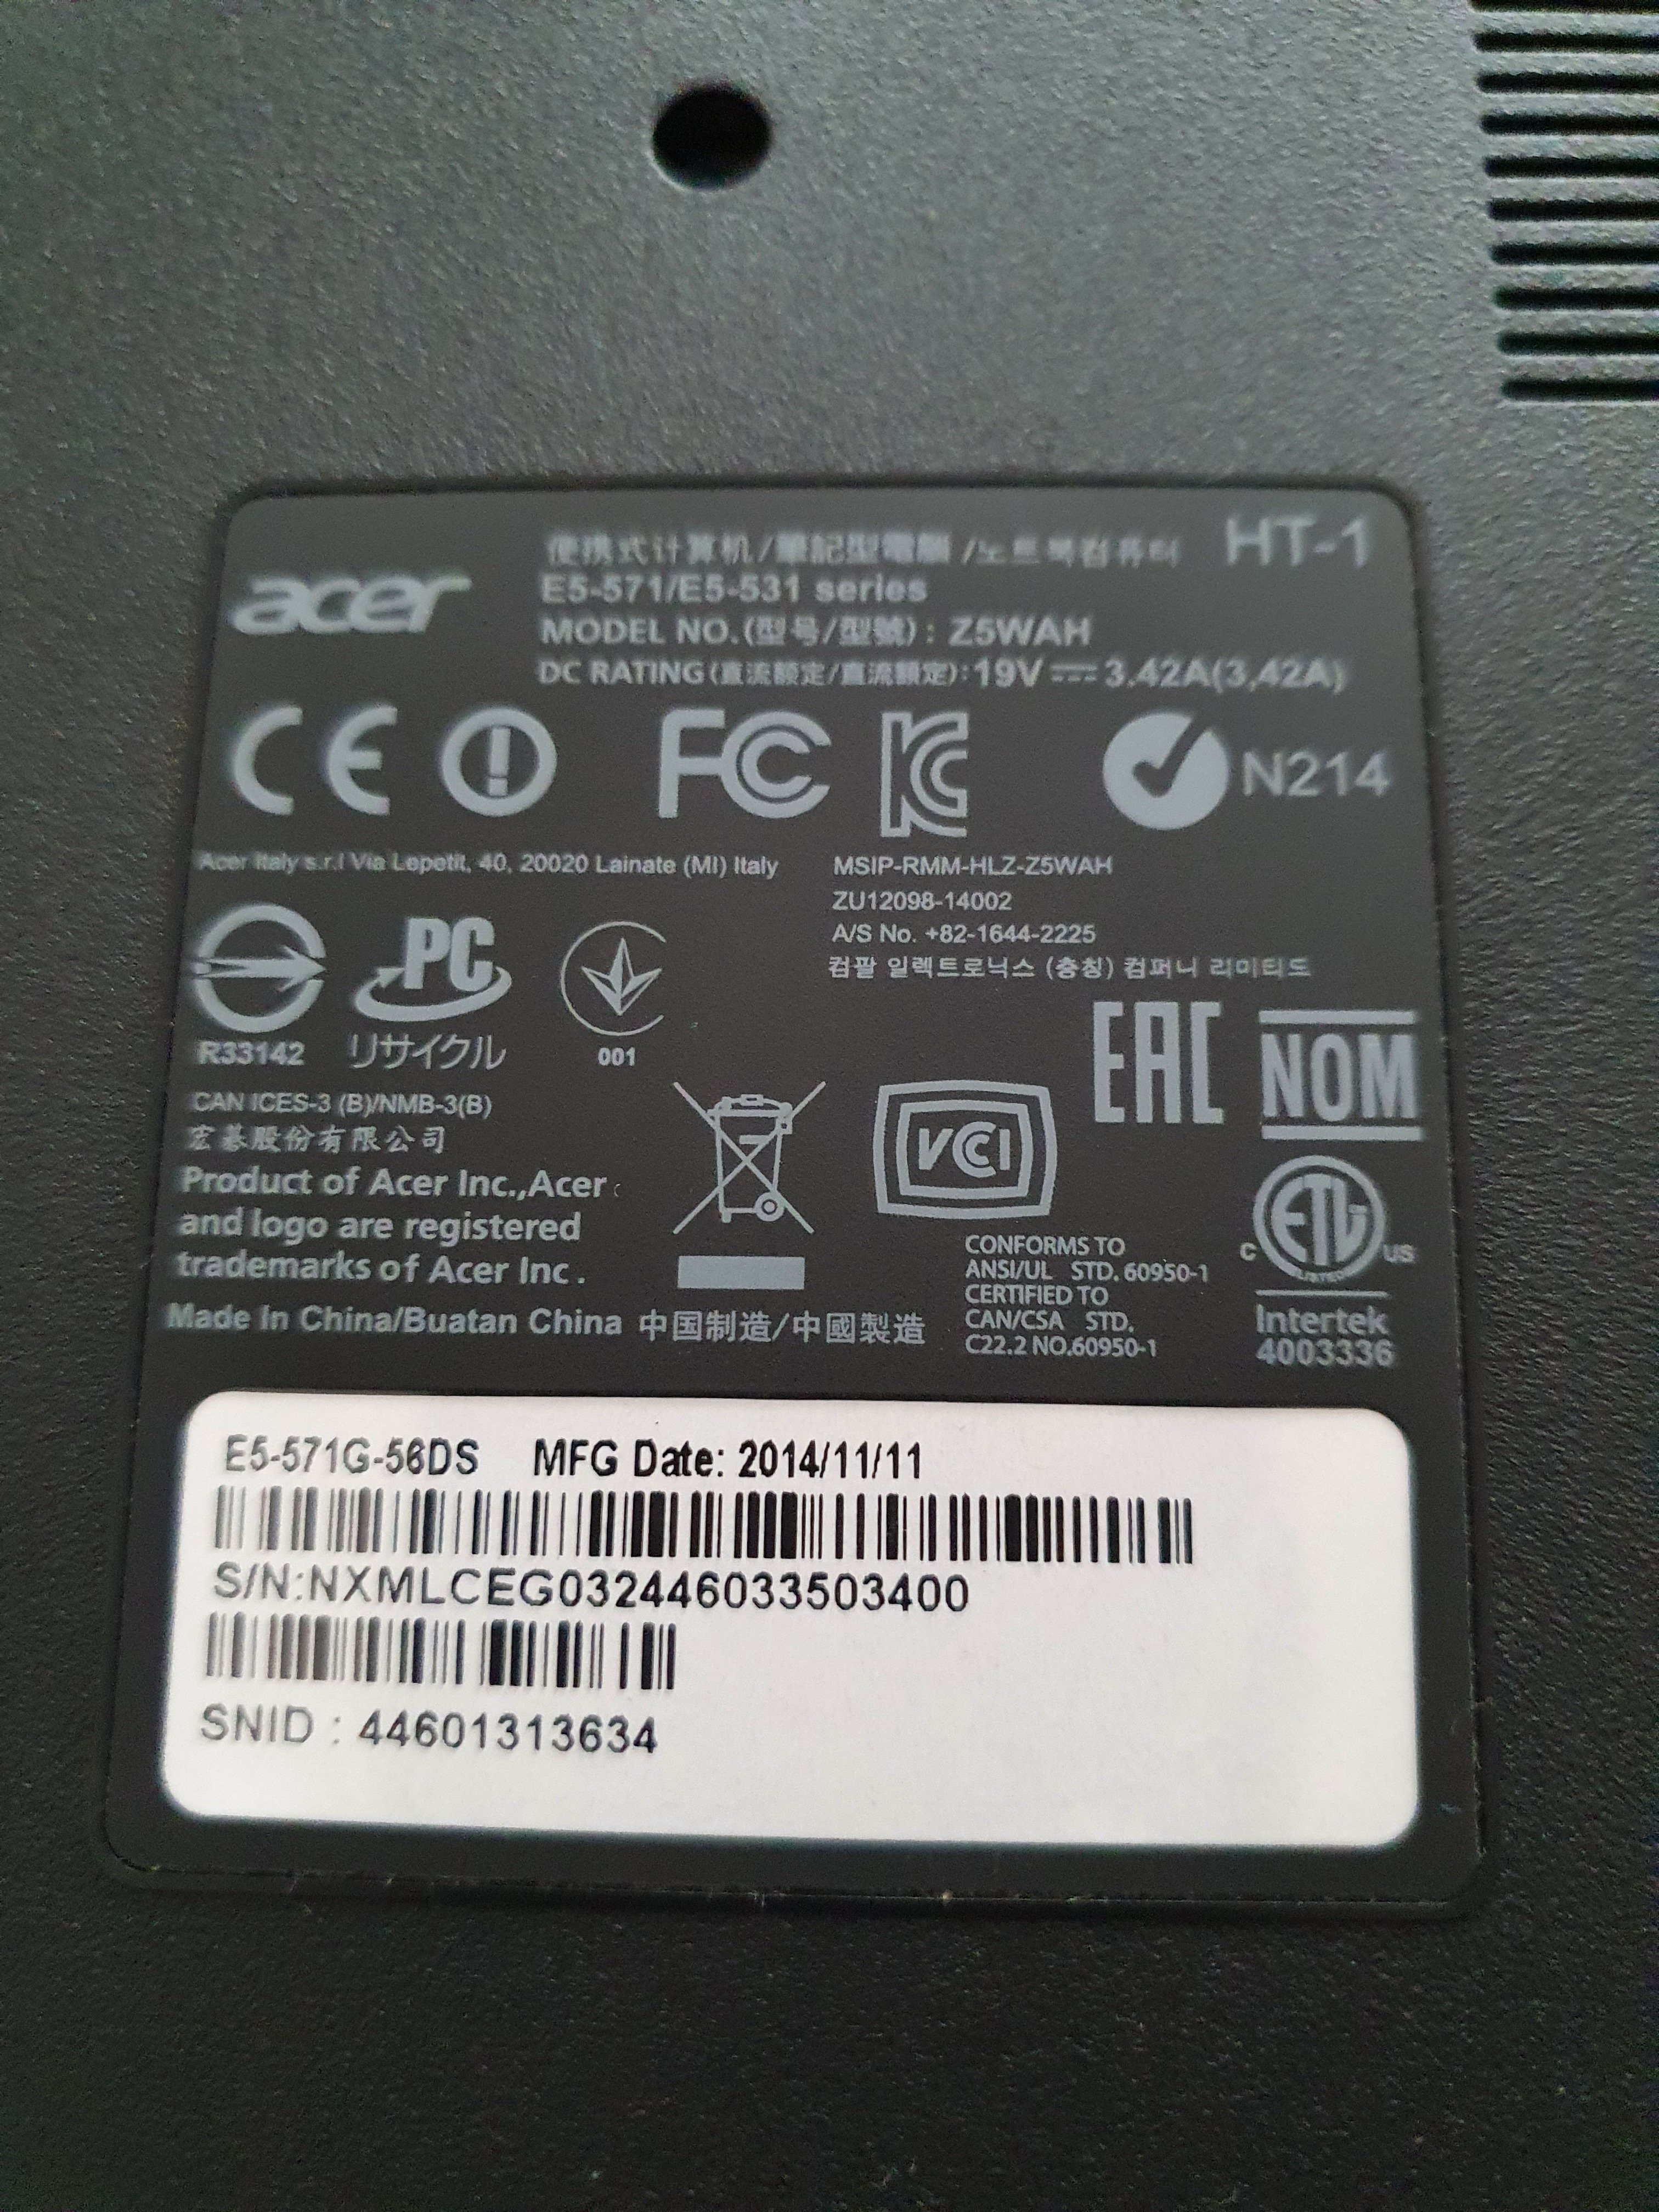 acer
便携式计算机/筆記型電腦 /노트북컴퓨터 HT-1
E5-571/E5-531 series
MODEL NO.(型号/型號) : Z5WAH
DC RATING(直流额定/直流額定):19V⎓3.42A(3,42A)
CE FC N214
Acer Italy s.r.l Via Lepetit, 40, 20020 Lainate (MI) Italy
MSIP-RMM-HLZ-Z5WAH
ZU12098-14002
A/S No. +82-1644-2225
컴팔 일렉트로닉스 (충칭) 컴퍼니 리미티드
PC
R33142 リサイクル 001
EAC NOM
CAN ICES-3 (B)/NMB-3(B)
宏碁股份有限公司
Product of Acer Inc.,Acer
and logo are registered
trademarks of Acer Inc .
Made In China/Buatan China 中国制造/中國製造
VCCI
CONFORMS TO
ANSI/UL STD. 60950-1
CERTIFIED TO
CAN/CSA STD.
C22.2 NO.60950-1
C ETL US
LISTED
Intertek
4003336
E5-571G-56DS MFG Date: 2014/11/11
S/N:NXMLCEG032446033503400
SNID : 44601313634